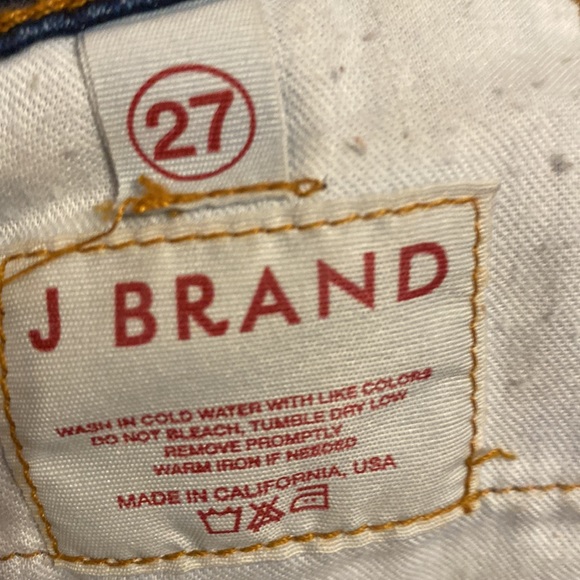 27
J BRAND
WASH IN COLD WATER WITH LIKE COLORS
DO NOT BLEACH, TUMBLE DRY LOW
REMOVE PROMPTLY
WARM IRON IF NEEDED
MADE IN CALIFORNIA, USA